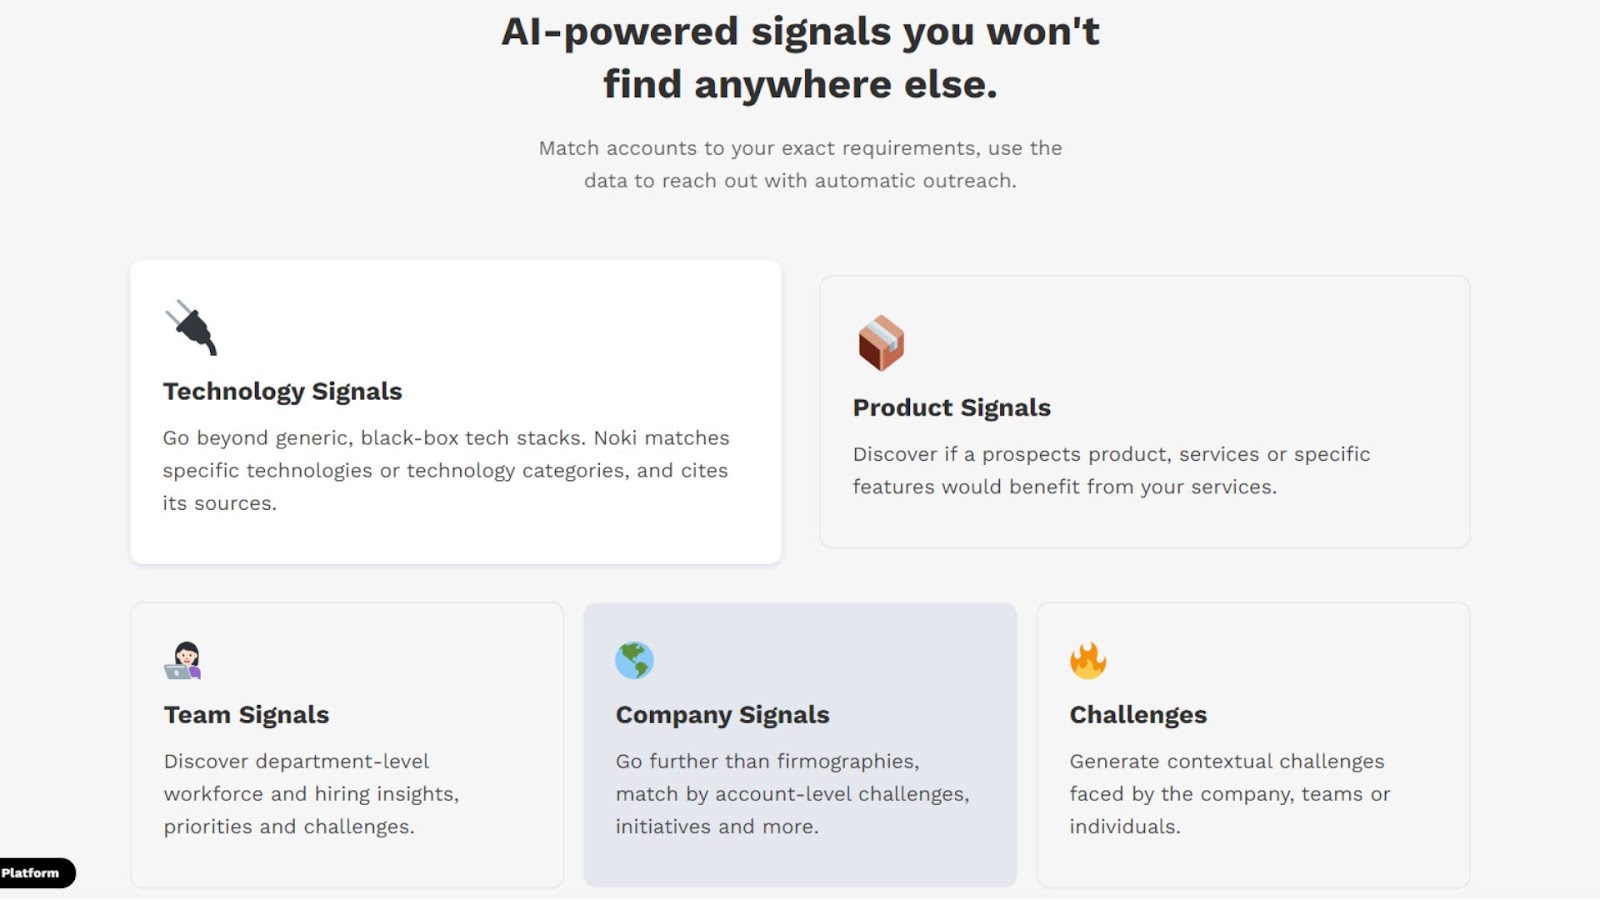 AI-powered signals you won't
find anywhere else.
Match accounts to your exact requirements, use the
data to reach out with automatic outreach.
Technology Signals
Go beyond generic, black-box tech stacks. Noki matches
specific technologies or technology categories, and cites
its sources.
Product Signals
Discover if a prospects product, services or specific
features would benefit from your services.
Team Signals
Discover department-level
workforce and hiring insights,
priorities and challenges.
Company Signals
Go further than firmographies,
match by account-level challenges,
initiatives and more.
Challenges
Generate contextual challenges
faced by the company, teams or
individuals.
Platform